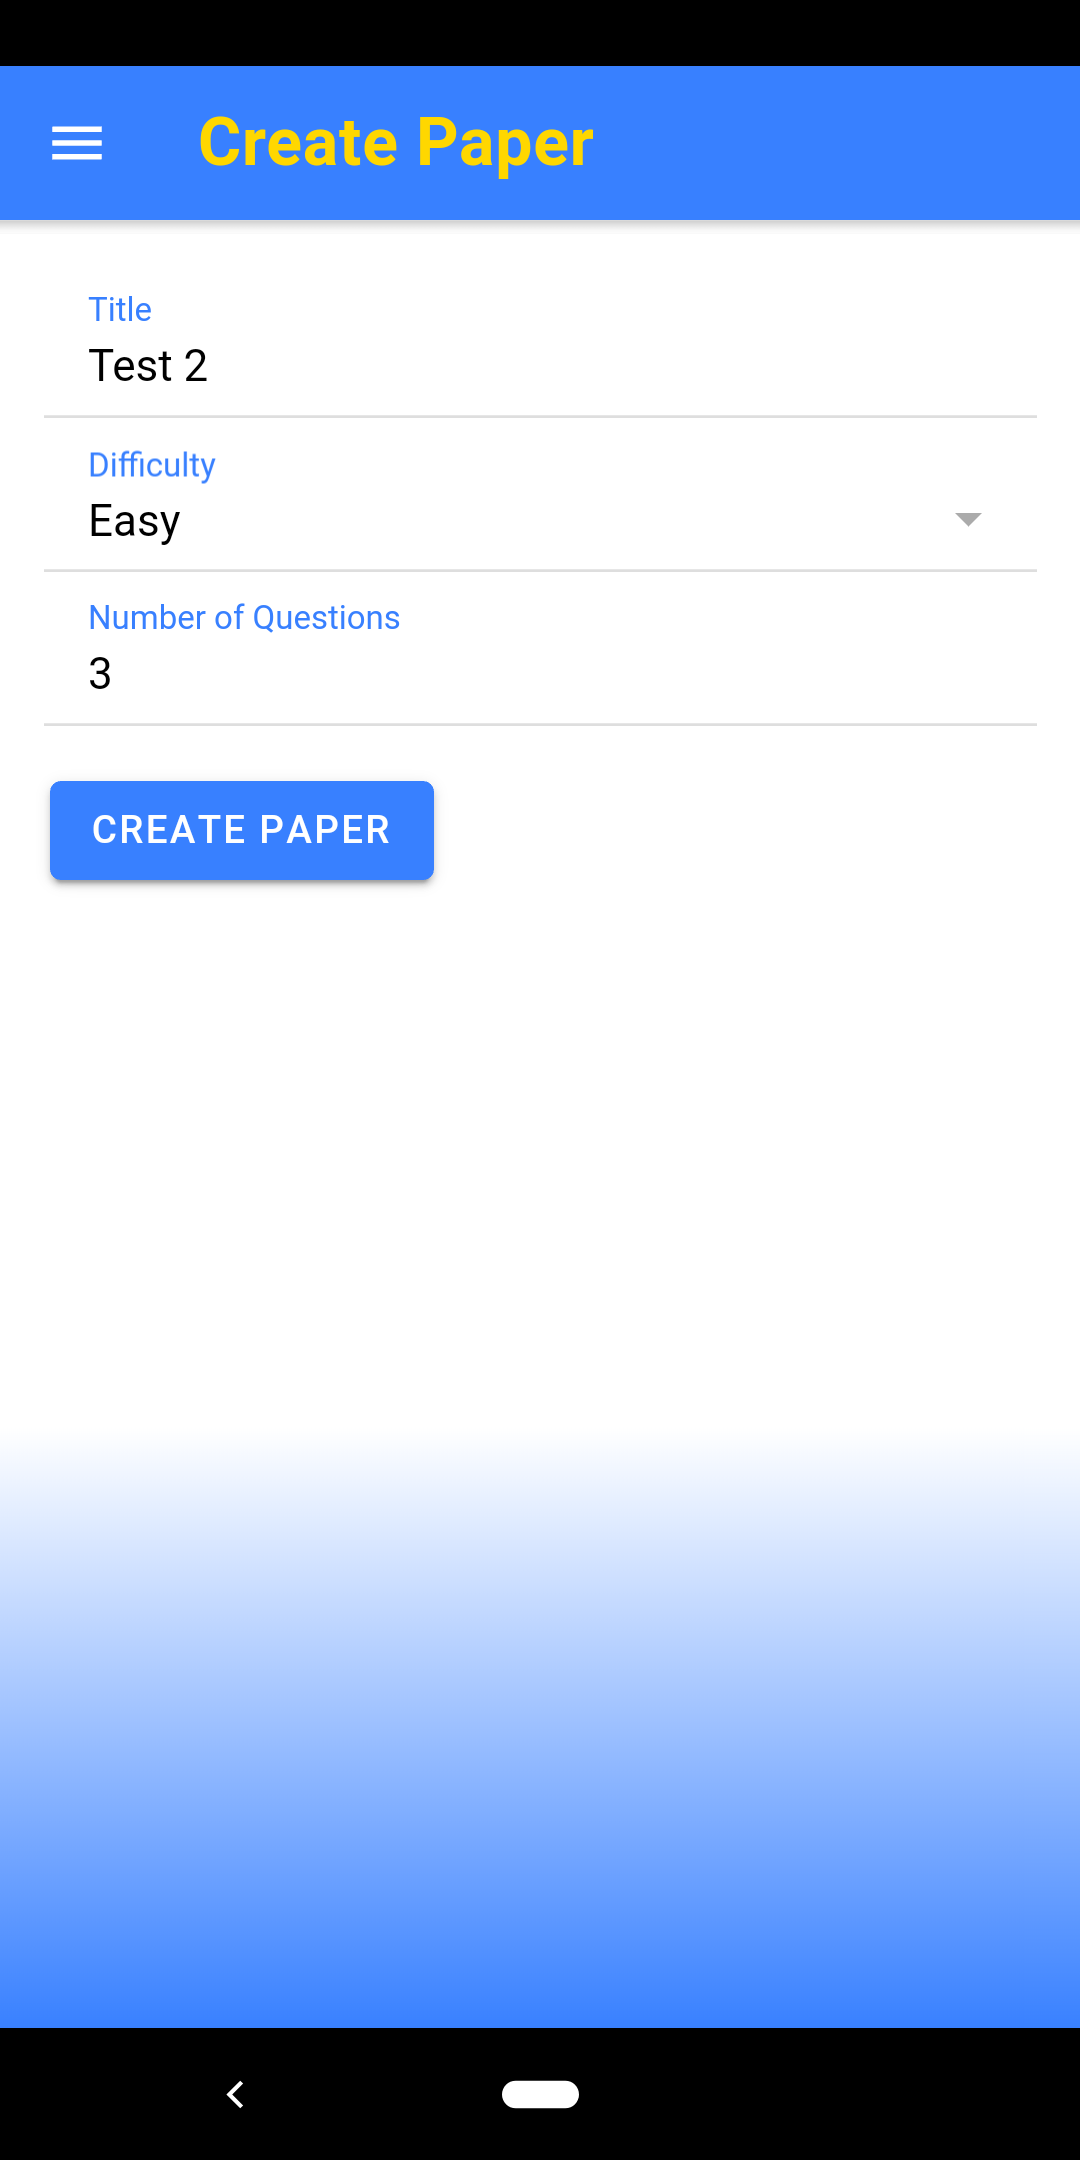 Create Paper
Title
Test 2
Difficulty
Easy
Number of Questions
3
CREATE PAPER